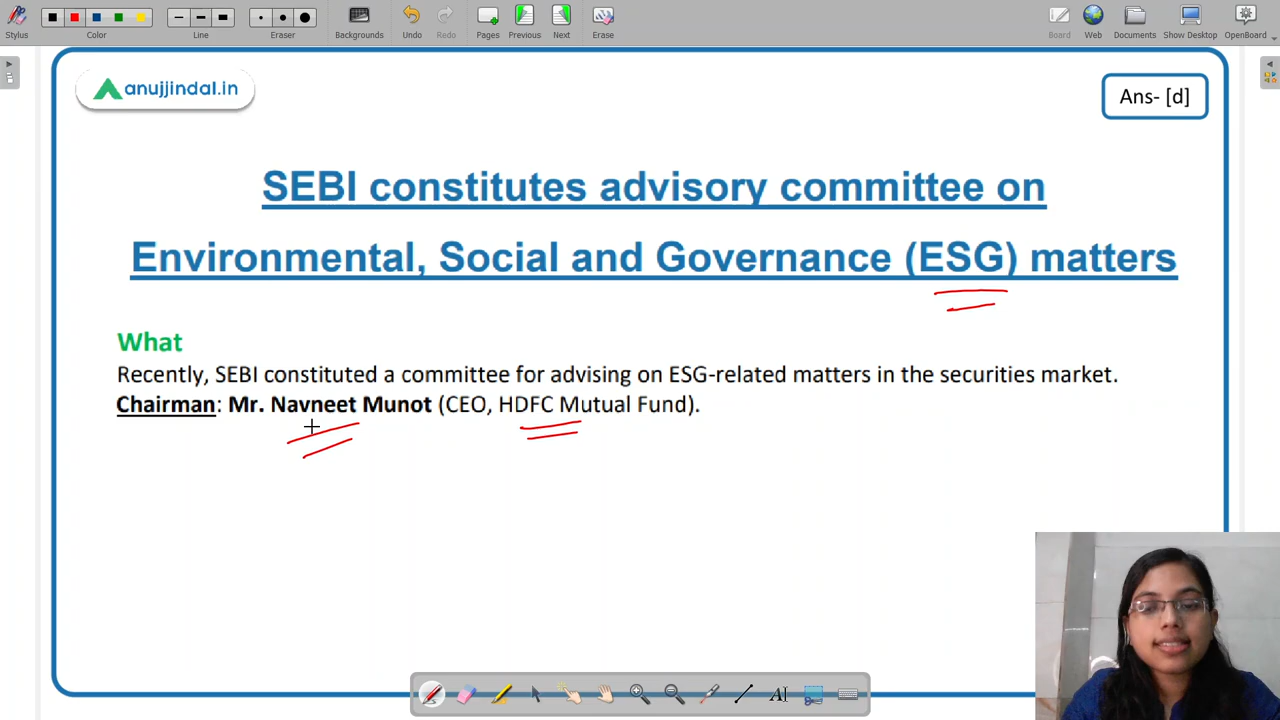 Stylus
Color
Line
Eraser
Backgrounds
Undo
Redo
Pages
Previous
Next
Erase
Board
Web
Documents
Show Desktop
OpenBoard
anujjindal.in
Ans- [d]
SEBI constitutes advisory committee on
Environmental, Social and Governance (ESG) matters
What
Recently, SEBI constituted a committee for advising on ESG-related matters in the securities market.
Chairman: Mr. Navneet Munot (CEO, HDFC Mutual Fund).
AI